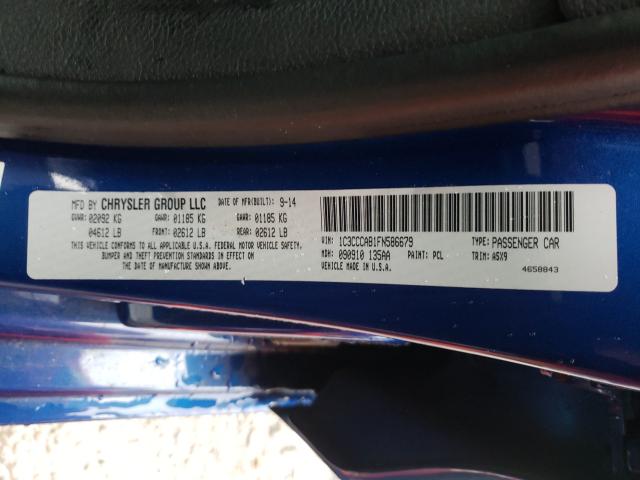 MFD BY CHRYSLER GROUP LLC DATE OF MFR(BUILT): 9-14
GVWR: 02092 KG GAWR: 01185 KG GAWR: 01185 KG
04612 LB FRONT: 02612 LB REAR: 02612 LB
THIS VEHICLE CONFORMS TO ALL APPLICABLE U.S.A. FEDERAL MOTOR VEHICLE SAFETY,
BUMPER AND THEFT PREVENTION STANDARDS IN EFFECT ON
THE DATE OF MANUFACTURE SHOWN ABOVE.
VIN: 1C3CCCAB1FN586679 TYPE: PASSENGER CAR
MDH: 090910 135AA PAINT: PCL TRIM: A5X9
VEHICLE MADE IN U.S.A. 4658843